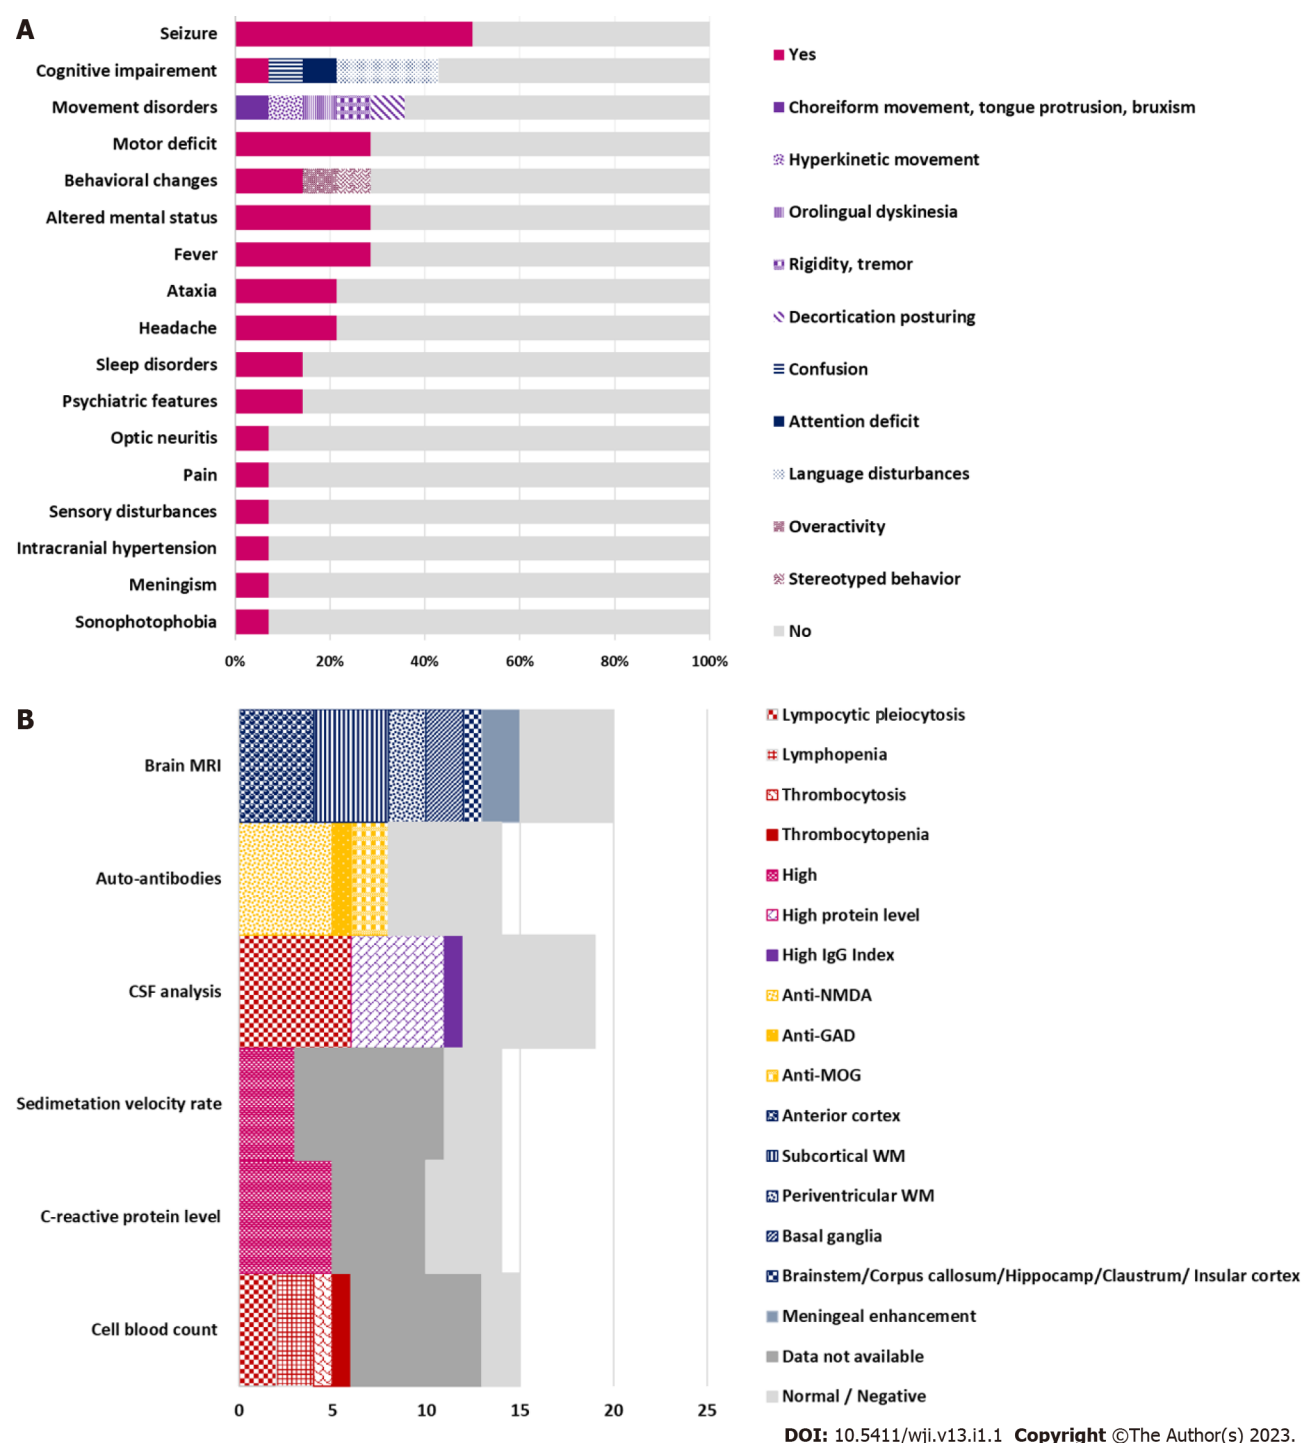 A
Seizure
Cognitive impairement
Movement disorders
Motor deficit
Behavioral changes
Altered mental status
Fever
Ataxia
Headache
Sleep disorders
Psychiatric features
Optic neuritis
Pain
Sensory disturbances
Intracranial hypertension
Meningism
Sonophotophobia
0% 20% 40% 60% 80% 100%
Yes
Choreiform movement, tongue protrusion, bruxism
Hyperkinetic movement
Orolingual dyskinesia
Rigidity, tremor
Decortication posturing
Confusion
Attention deficit
Language disturbances
Overactivity
Stereotyped behavior
No
B
Brain MRI
Auto-antibodies
CSF analysis
Sedimetation velocity rate
C-reactive protein level
Cell blood count
0 5 10 15 20 25
Lympocytic pleiocytosis
Lymphopenia
Thrombocytosis
Thrombocytopenia
High
High protein level
High IgG Index
Anti-NMDA
Anti-GAD
Anti-MOG
Anterior cortex
Subcortical WM
Periventricular WM
Basal ganglia
Brainstem/Corpus callosum/Hippocamp/Claustrum/ Insular cortex
Meningeal enhancement
Data not available
Normal / Negative
DOI: 10.5411/wji.v13.i1.1 Copyright ©The Author(s) 2023.